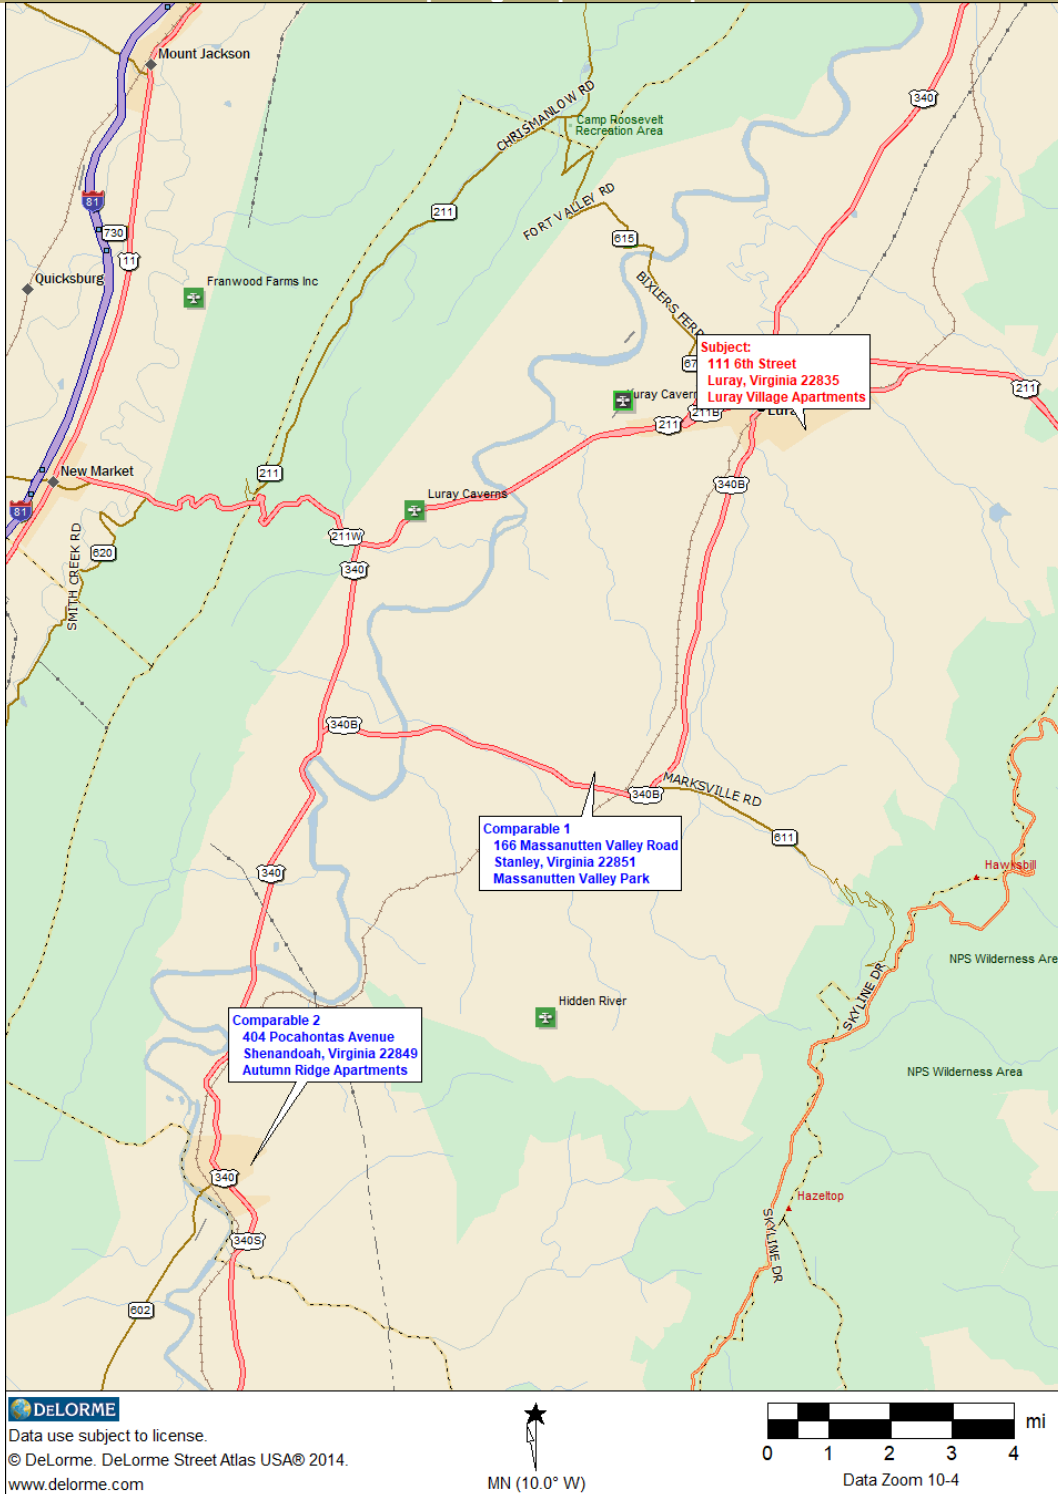 Mount Jackson
340
CHRISMANLOW RD
Camp Roosevelt
Recreation Area
81
211
FORT VALLEY RD
730
615
11
Quicksburg
Franwood Farms Inc
BIXLERS FERR
Subject:
111 6th Street
Luray, Virginia 22835
Luray Village Apartments
67
211
uray Cavern
211B
Lura
211
New Market
211
340B
Luray Caverns
81
211W
620
SMITH CREEK RD
340
340B
MARKSVILLE RD
340B
Comparable 1
166 Massanutten Valley Road
Stanley, Virginia 22851
Massanutten Valley Park
611
Hawksbill
340
NPS Wilderness Are
SKYLINE DR
Hidden River
Comparable 2
404 Pocahontas Avenue
Shenandoah, Virginia 22849
Autumn Ridge Apartments
NPS Wilderness Area
340
Hazeltop
SKYLINE DR
340S
602
DELORME
Data use subject to license.
© DeLorme. DeLorme Street Atlas USA® 2014.
www.delorme.com
MN (10.0° W)
mi
0 1 2 3 4
Data Zoom 10-4